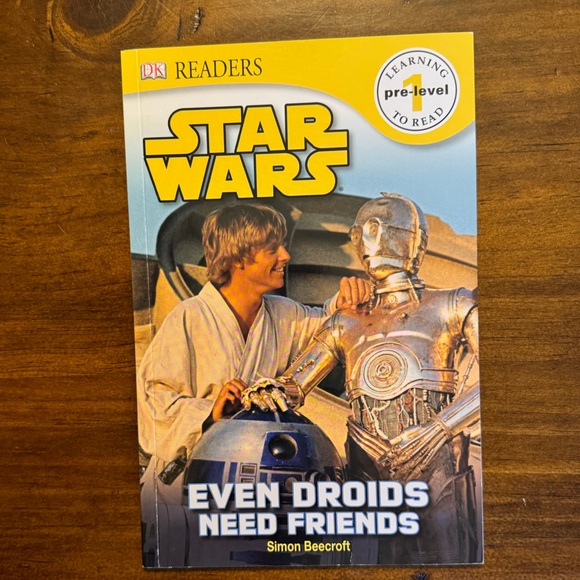 DK READERS
LEARNING
pre-level
1
TO READ
STAR
WARS
EVEN DROIDS
NEED FRIENDS
Simon Beecroft